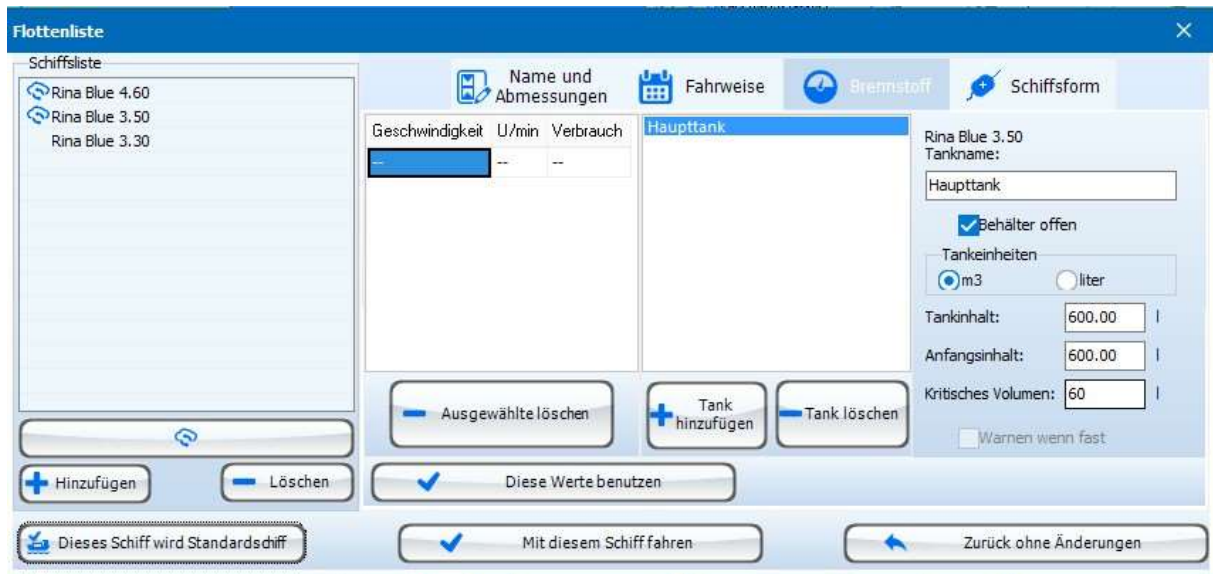 Flottenliste
Schiffsliste
Rina Blue 4.60
Rina Blue 3.50
Rina Blue 3.30
Hinzufügen
Löschen
Name und
Abmessungen
Fahrweise
Brennstoff
Schiffsform
Geschwindigkeit U/min Verbrauch
-- -- --
Haupttank
Ausgewählte löschen
Tank
hinzufügen
Tank löschen
Rina Blue 3.50
Tankname:
Haupttank
Behälter offen
Tankeinheiten
m3 liter
Tankinhalt: 600.00 l
Anfangsinhalt: 600.00 l
Kritisches Volumen: 60 l
Warnen wenn fast
Diese Werte benutzen
Dieses Schiff wird Standardschiff
Mit diesem Schiff fahren
Zurück ohne Änderungen